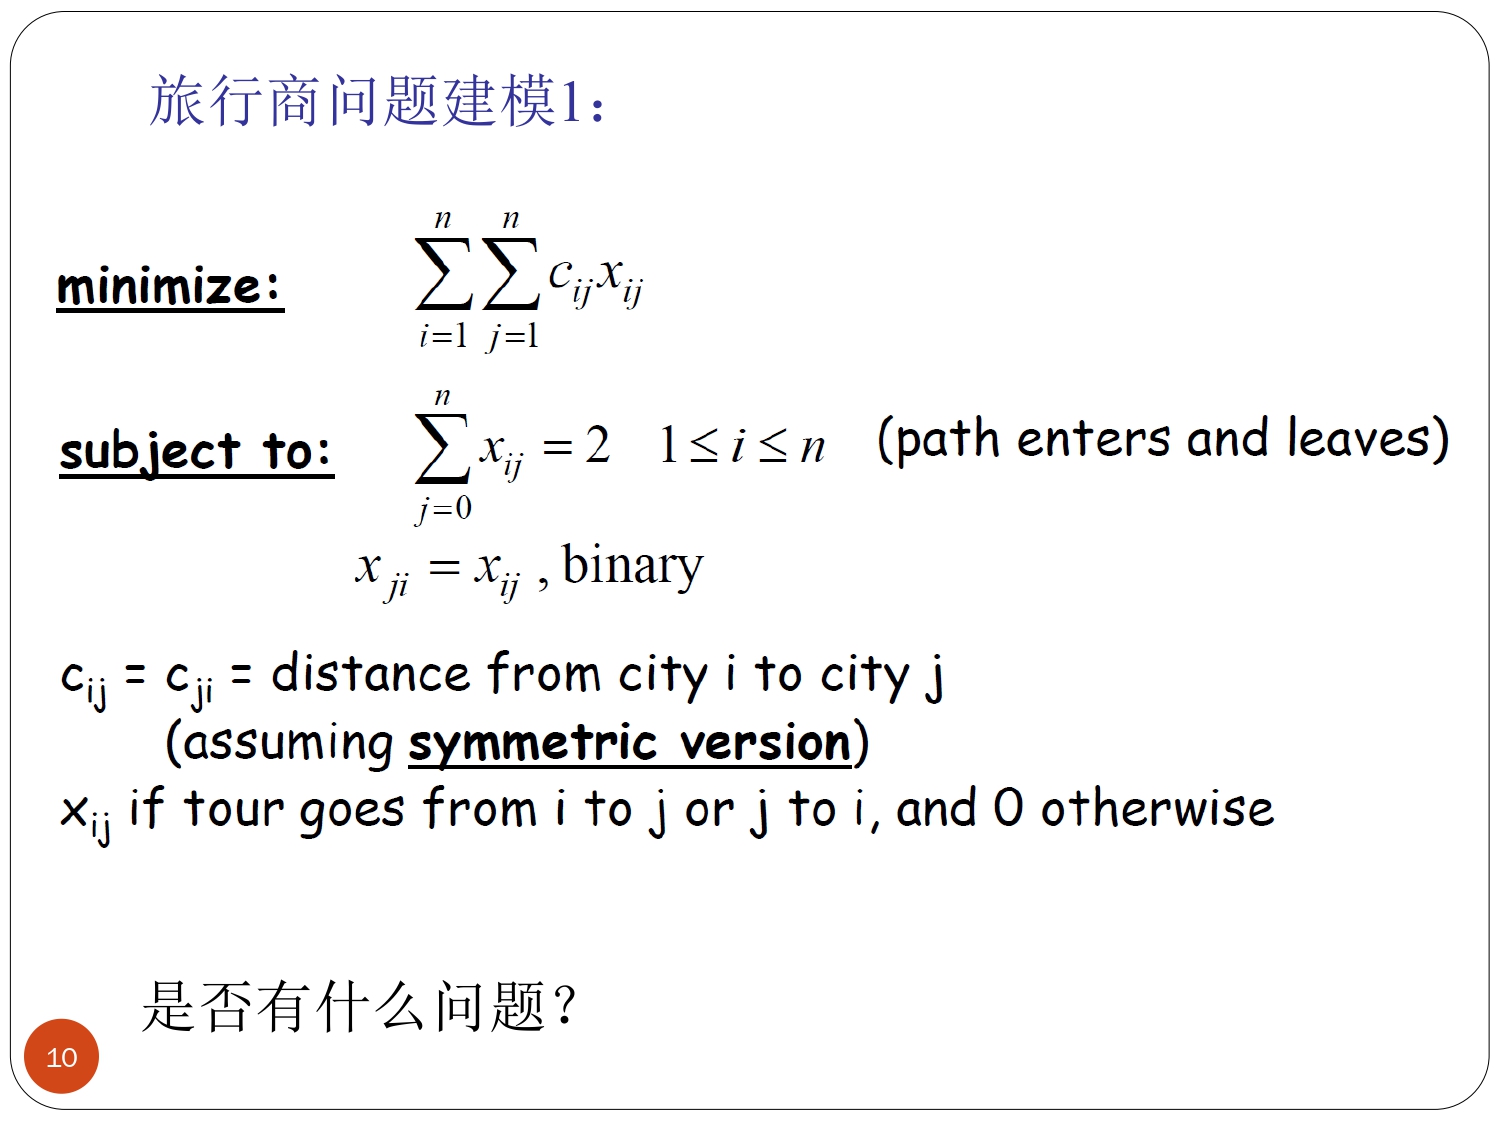 旅行商问题建模1：
minimize: \sum_{i=1}^{n} \sum_{j=1}^{n} c_{ij} x_{ij}
subject to: \sum_{j=0}^{n} x_{ij} = 2 1 ≤ i ≤ n (path enters and leaves)
x_{ji} = x_{ij} , binary
c_{ij} = c_{ji} = distance from city i to city j
(assuming symmetric version)
x_{ij} if tour goes from i to j or j to i, and 0 otherwise
是否有什么问题？
10